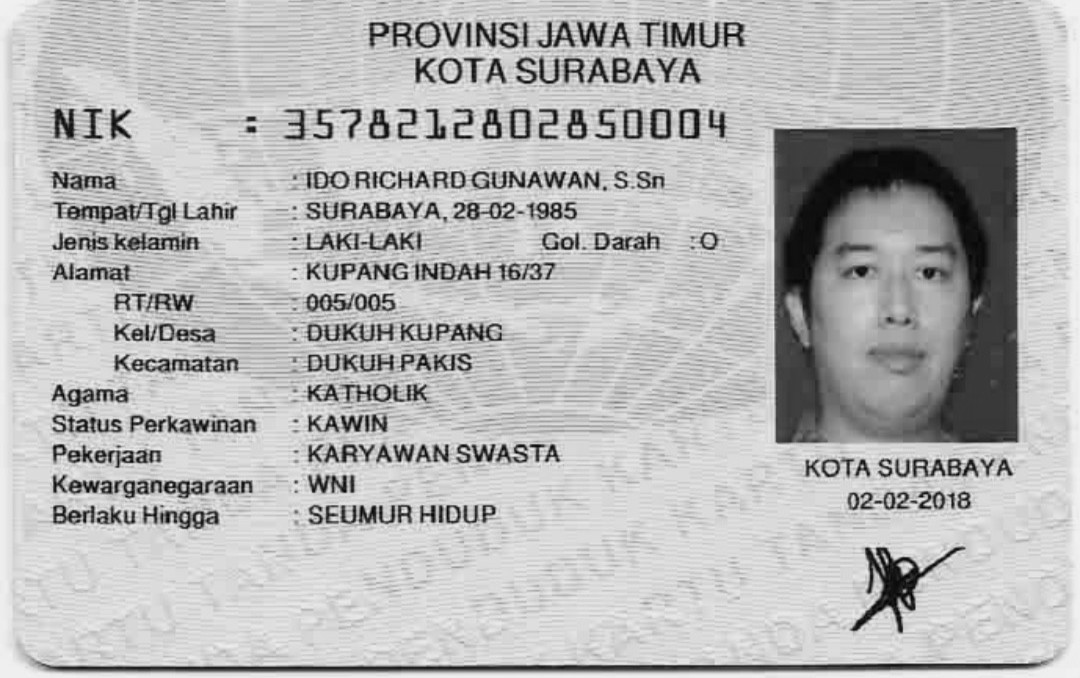 PROVINSI JAWA TIMUR
KOTA SURABAYA
NIK : 3578212802850004
Nama : IDO RICHARD GUNAWAN, S.Sn
Tempat/Tgl Lahir : SURABAYA, 28-02-1985
Jenis kelamin : LAKI-LAKI Gol. Darah : O
Alamat : KUPANG INDAH 16/37
RT/RW : 005/005
Kel/Desa : DUKUH KUPANG
Kecamatan : DUKUH PAKIS
Agama : KATHOLIK
Status Perkawinan : KAWIN
Pekerjaan : KARYAWAN SWASTA
Kewarganegaraan : WNI
Berlaku Hingga : SEUMUR HIDUP
KOTA SURABAYA
02-02-2018